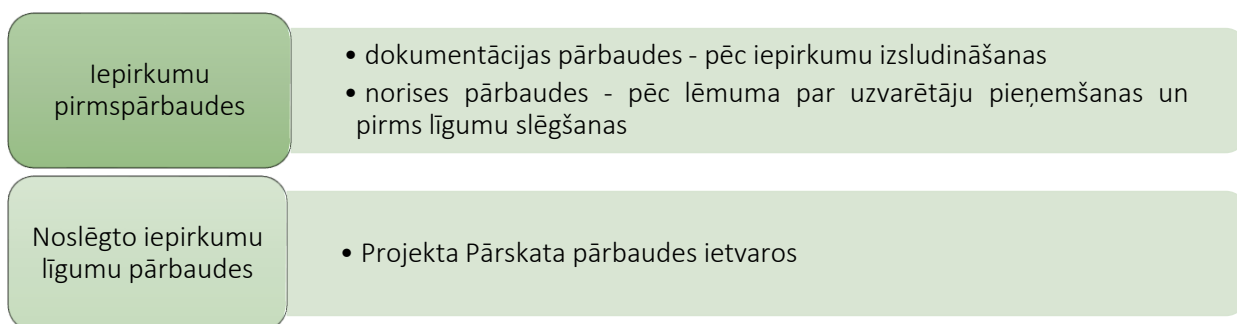 Iepirkumu
pirmspārbaudes
• dokumentācijas pārbaudes - pēc iepirkumu izsludināšanas
• norises pārbaudes - pēc lēmuma par uzvarētāju pieņemšanas un
pirms līgumu slēgšanas
Noslēgto iepirkumu
līgumu pārbaudes
• Projekta Pārskata pārbaudes ietvaros